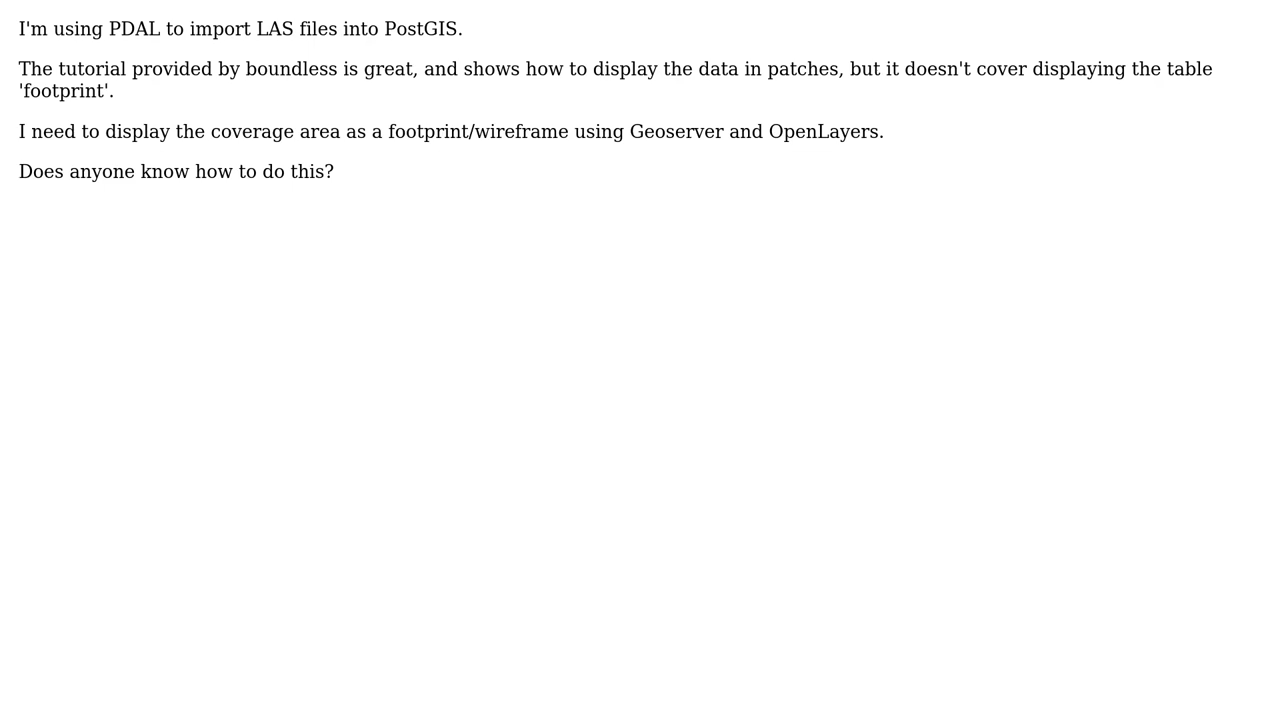 I'm using PDAL to import LAS files into PostGIS.
The tutorial provided by boundless is great, and shows how to display the data in patches, but it doesn't cover displaying the table
'footprint'.
I need to display the coverage area as a footprint/wireframe using Geoserver and OpenLayers.
Does anyone know how to do this?